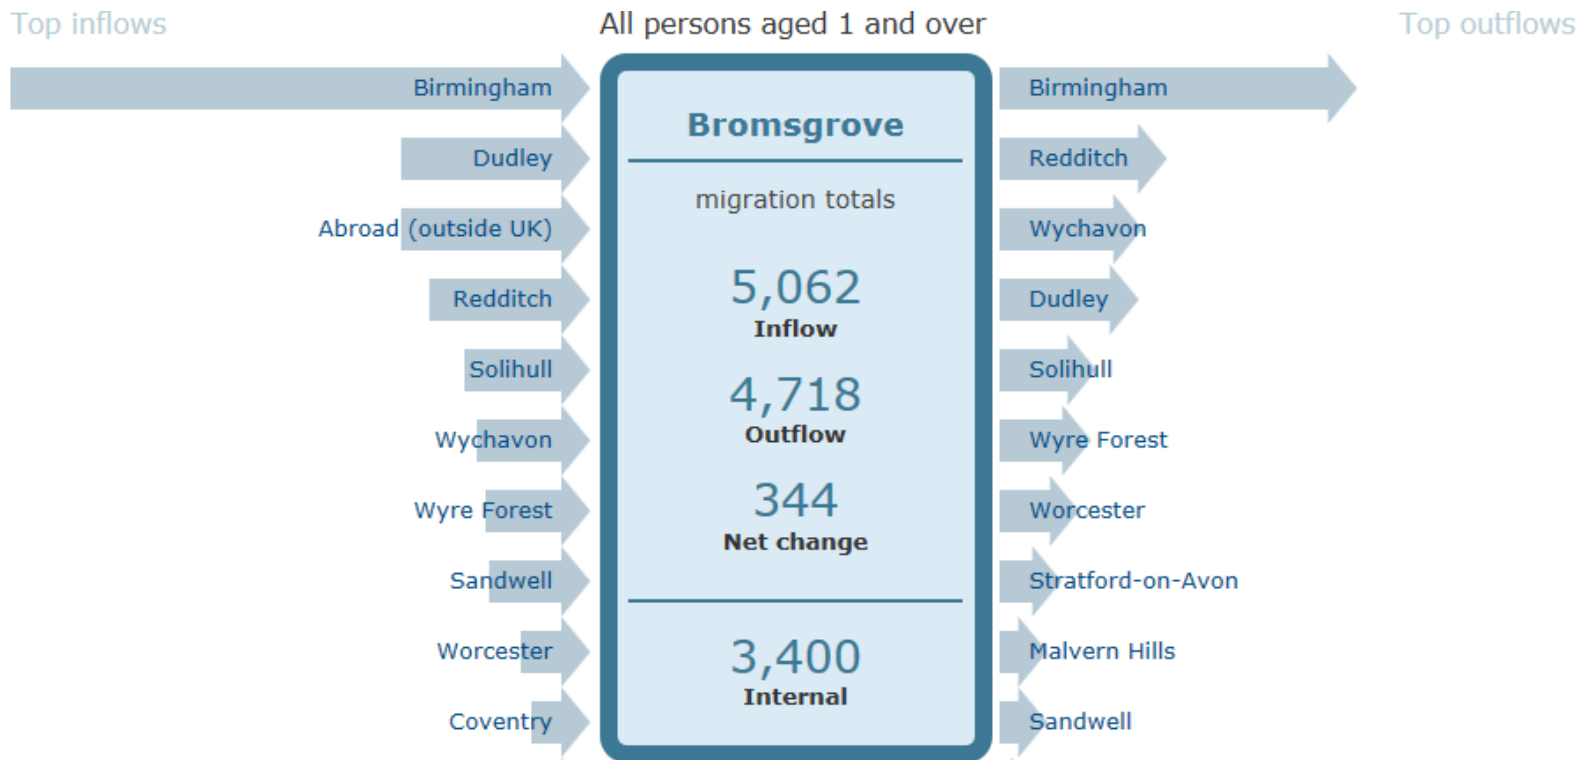 Top inflows
All persons aged 1 and over
Top outflows
Birmingham
Dudley
Abroad (outside UK)
Redditch
Solihull
Wychavon
Wyre Forest
Sandwell
Worcester
Coventry
Bromsgrove
migration totals
5,062
Inflow
4,718
Outflow
344
Net change
3,400
Internal
Birmingham
Redditch
Wychavon
Dudley
Solihull
Wyre Forest
Worcester
Stratford-on-Avon
Malvern Hills
Sandwell